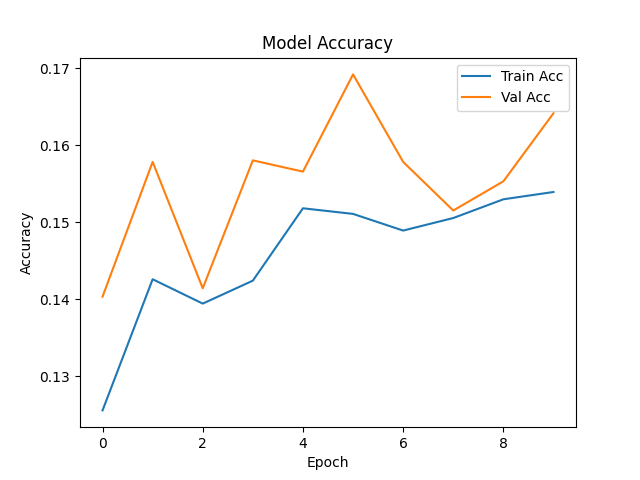 Model Accuracy
Train Acc
Val Acc
0.17
0.16
0.15
0.14
0.13
Accuracy
0 2 4 6 8
Epoch